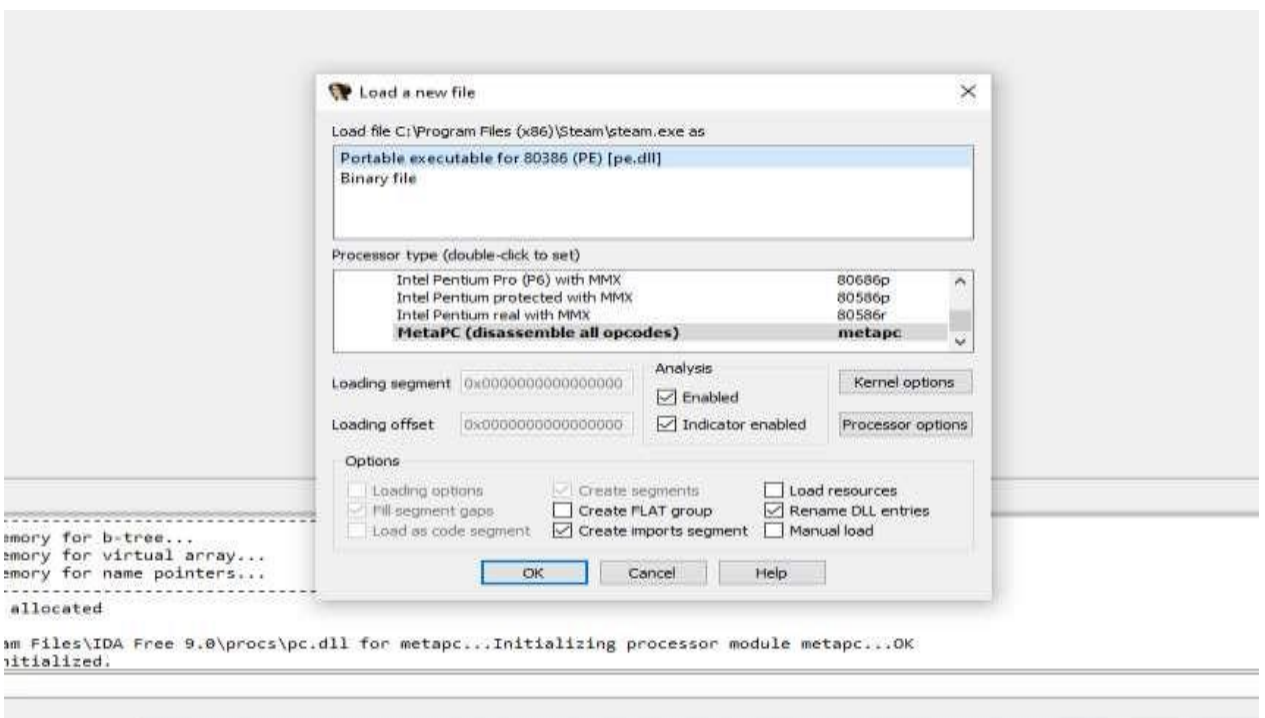 Load a new file
Load file C:\Program Files (x86)\Steam\steam.exe as
Portable executable for 80386 (PE) [pe.dll]
Binary file
Processor type (double-click to set)
Intel Pentium Pro (P6) with MMX 80686p
Intel Pentium protected with MMX 80586p
Intel Pentium real with MMX 80586r
MetaPC (disassemble all opcodes) metapc
Analysis
Loading segment 0x0000000000000000 Enabled Kernel options
Loading offset 0x0000000000000000 Indicator enabled Processor options
Options
Loading options Create segments Load resources
Fill segment gaps Create FLAT group Rename DLL entries
Load as code segment Create imports segment Manual load
OK Cancel Help
emory for b-tree...
emory for virtual array...
emory for name pointers...
allocated
am Files\IDA Free 9.0\procs\pc.dll for metapc...Initializing processor module metapc...OK
nitialized.